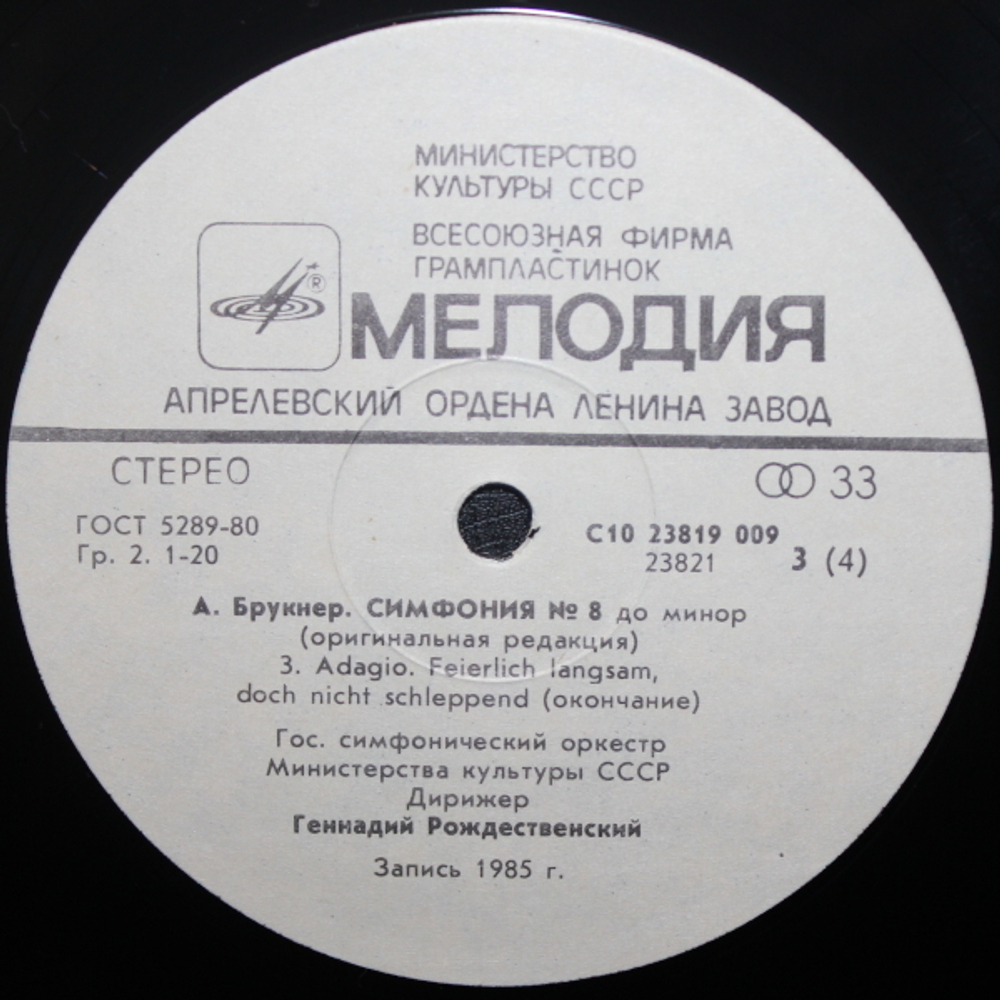 МИНИСТЕРСТВО
КУЛЬТУРЫ СССР
ВСЕСОЮЗНАЯ ФИРМА
ГРАМПЛАСТИНОК
®
МЕЛОДИЯ
АПРЕЛЕВСКИЙ ОРДЕНА ЛЕНИНА ЗАВОД
СТЕРЕО
33
ГОСТ 5289-80
Гр. 2. 1-20
С10 23819 009
23821 3 (4)
А. Брукнер. СИМФОНИЯ № 8 до минор
(оригинальная редакция)
3. Adagio. Feierlich langsam,
doch nicht schleppend (окончание)
Гос. симфонический оркестр
Министерства культуры СССР
Дирижер
Геннадий Рождественский
Запись 1985 г.